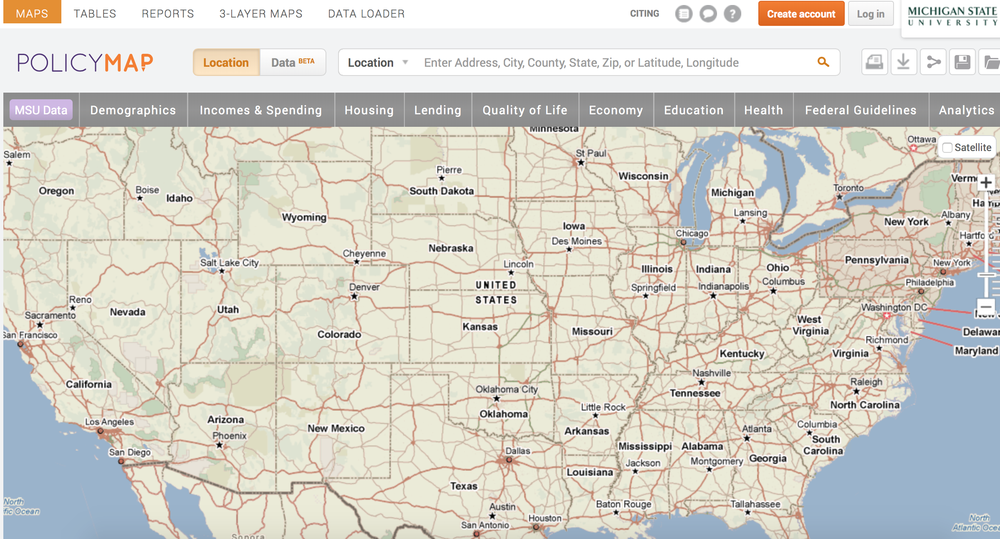 MAPS TABLES REPORTS 3-LAYER MAPS DATA LOADER CITING ? Create account Log in
MICHIGAN STATE
UNIVERSITY
POLICYMAP Location Data BETA Location Enter Address, City, County, State, Zip, or Latitude, Longitude
MSU Data Demographics Incomes & Spending Housing Lending Quality of Life Economy Education Health Federal Guidelines Analytics
Minnesota
Ottawa
Satellite
Salem
St Paul
Pierre
Wisconsin
Verm
Oregon
Boise
Idaho
South Dakota
Michigan
Toronto
Hamp
Wyoming
Lansing
Iowa
New York
Albany
Chicago
Des Moines
Hartford
Nebraska
Cheyenne
Salt Lake City
Lincoln
Illinois
Indiana
Ohio
Pennsylvania
New York
Denver
UNITED
STATES
Springfield
Indianapolis
Columbus
Philadelphia
Reno
Nevada
Utah
Sacramento
Washington DC
New
San Francisco
Colorado
Kansas
Missouri
West
Virginia
Delawar
Richmond
Maryland
Kentucky
Virginia
California
Nashville
Raleigh
Oklahoma City
Tennessee
Little Rock
North Carolina
Oklahoma
Los Angeles
Arizona
New Mexico
Arkansas
Atlanta
Columbia
Phoenix
South
Carolina
San Diego
Dallas
Mississippi
Alabama
Jackson
Montgomery
Georgia
Louisiana
Texas
North
ific Ocean
Austin
Baton Rouge
Tallahassee
San Antonio
Houston
North
Atlantic Ocea
Sonora